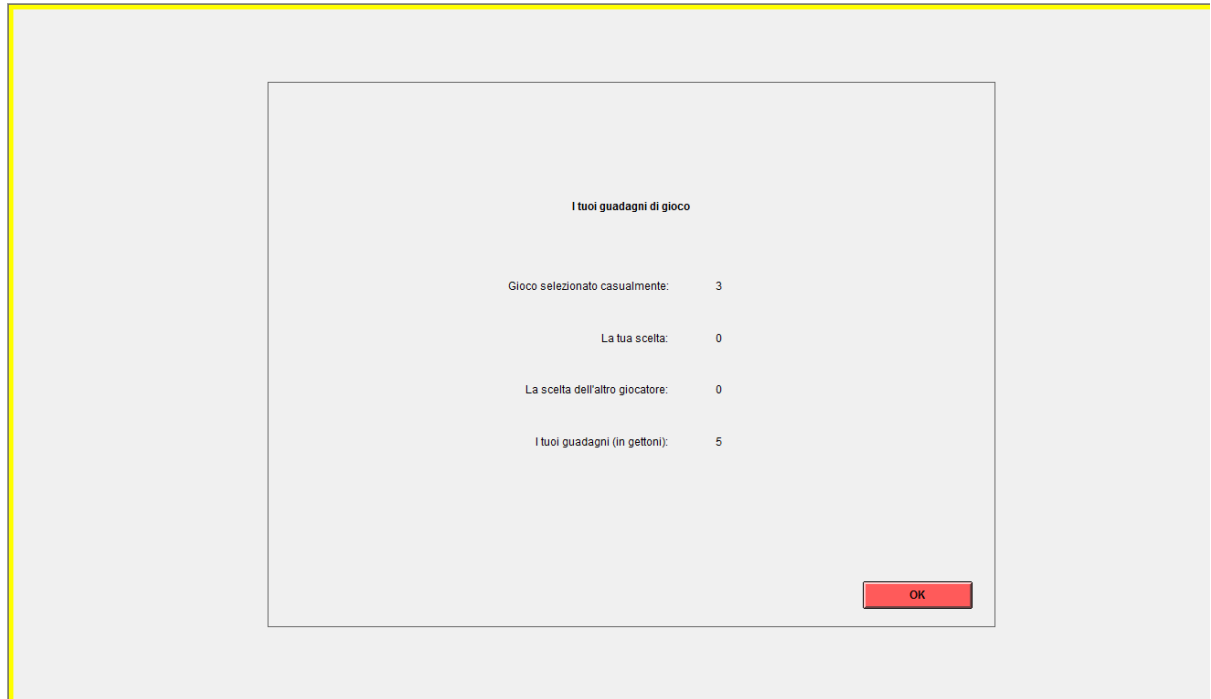 I tuoi guadagni di gioco
Gioco selezionato casualmente: 3
La tua scelta: 0
La scelta dell'altro giocatore: 0
I tuoi guadagni (in gettoni): 5
OK